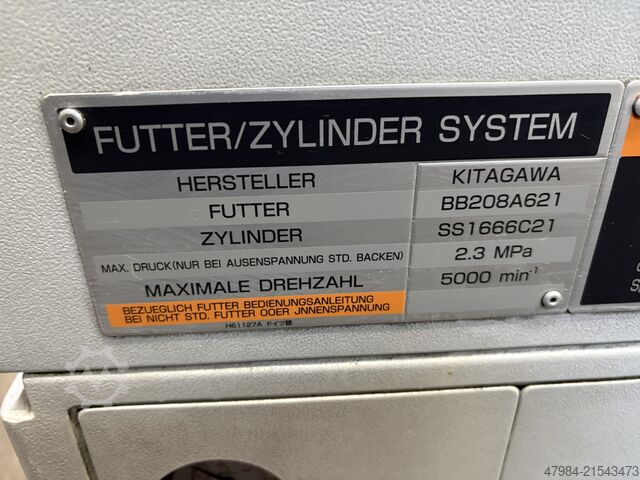 FUTTER/ZYLINDER SYSTEM
HERSTELLER KITAGAWA
FUTTER BB208A621
ZYLINDER SS1666C21
MAX. DRUCK(NUR BEI AUSENSPANNUNG STD. BACKEN) 2.3 MPa
MAXIMALE DREHZAHL 5000 min⁻¹
BEZUEGLICH FUTTER BEDIENUNGSANLEITUNG
BEI NICHT STD. FUTTER ODER JNNENSPANNUNG
H61127A ドイツ語
47984-21543473